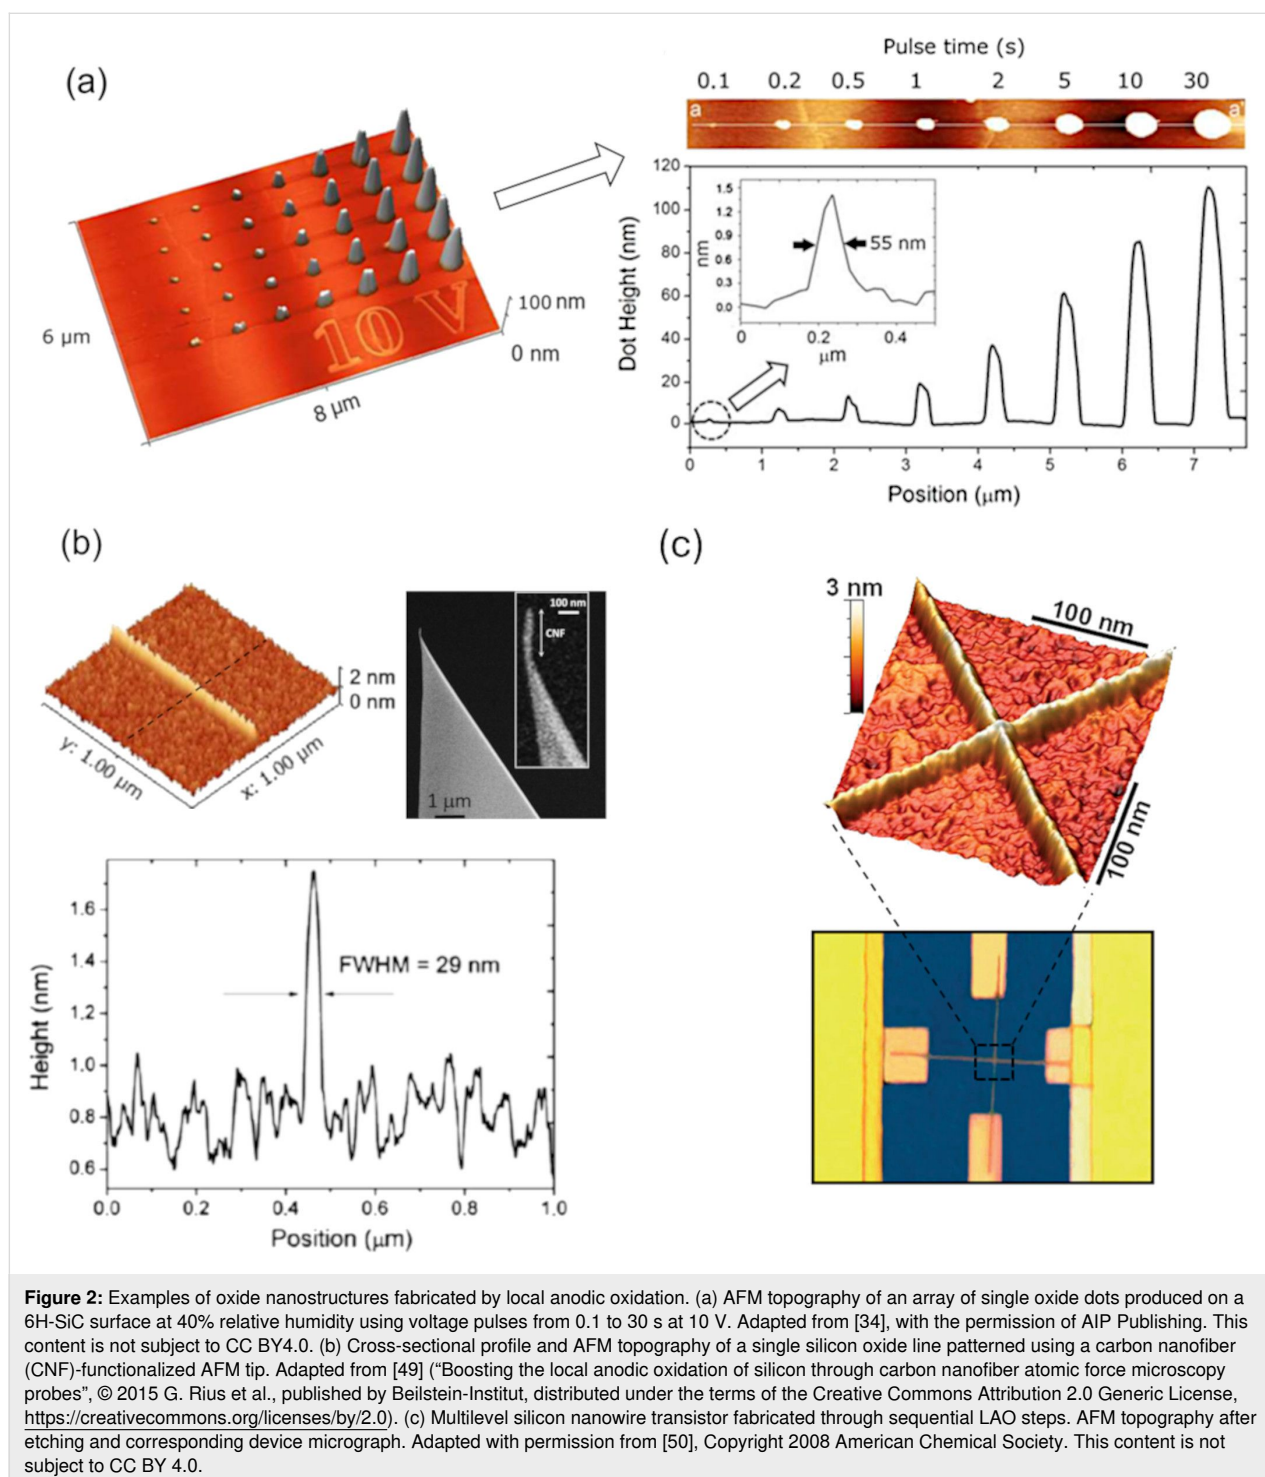 (a)
6 µm
8 µm
100 nm
0 nm
10 V
Pulse time (s)
0.1 0.2 0.5 1 2 5 10 30
a a'
Dot Height (nm)
120
100
80
60
40
20
0
nm
1.5
1.2
0.9
0.6
0.3
0.0
55 nm
0 0.2 0.4
µm
0 1 2 3 4 5 6 7
Position (µm)
(b)
2 nm
0 nm
y: 1.00 µm
x: 1.00 µm
100 nm
CNF
1 µm
Height (nm)
1.6
1.4
1.2
1.0
0.8
0.6
FWHM = 29 nm
0.0 0.2 0.4 0.6 0.8 1.0
Position (µm)
(c)
3 nm
100 nm
100 nm
Figure 2: Examples of oxide nanostructures fabricated by local anodic oxidation. (a) AFM topography of an array of single oxide dots produced on a
6H-SiC surface at 40% relative humidity using voltage pulses from 0.1 to 30 s at 10 V. Adapted from [34], with the permission of AIP Publishing. This
content is not subject to CC BY4.0. (b) Cross-sectional profile and AFM topography of a single silicon oxide line patterned using a carbon nanofiber
(CNF)-functionalized AFM tip. Adapted from [49] (“Boosting the local anodic oxidation of silicon through carbon nanofiber atomic force microscopy
probes”, © 2015 G. Rius et al., published by Beilstein-Institut, distributed under the terms of the Creative Commons Attribution 2.0 Generic License,
https://creativecommons.org/licenses/by/2.0). (c) Multilevel silicon nanowire transistor fabricated through sequential LAO steps. AFM topography after
etching and corresponding device micrograph. Adapted with permission from [50], Copyright 2008 American Chemical Society. This content is not
subject to CC BY 4.0.